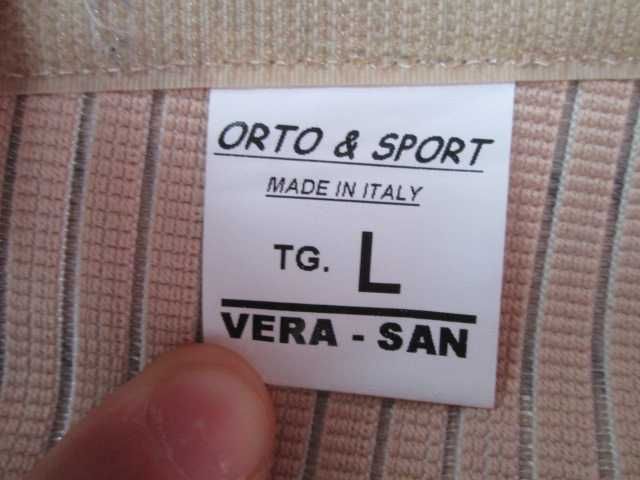 ORTO & SPORT
MADE IN ITALY
TG. L
VERA - SAN